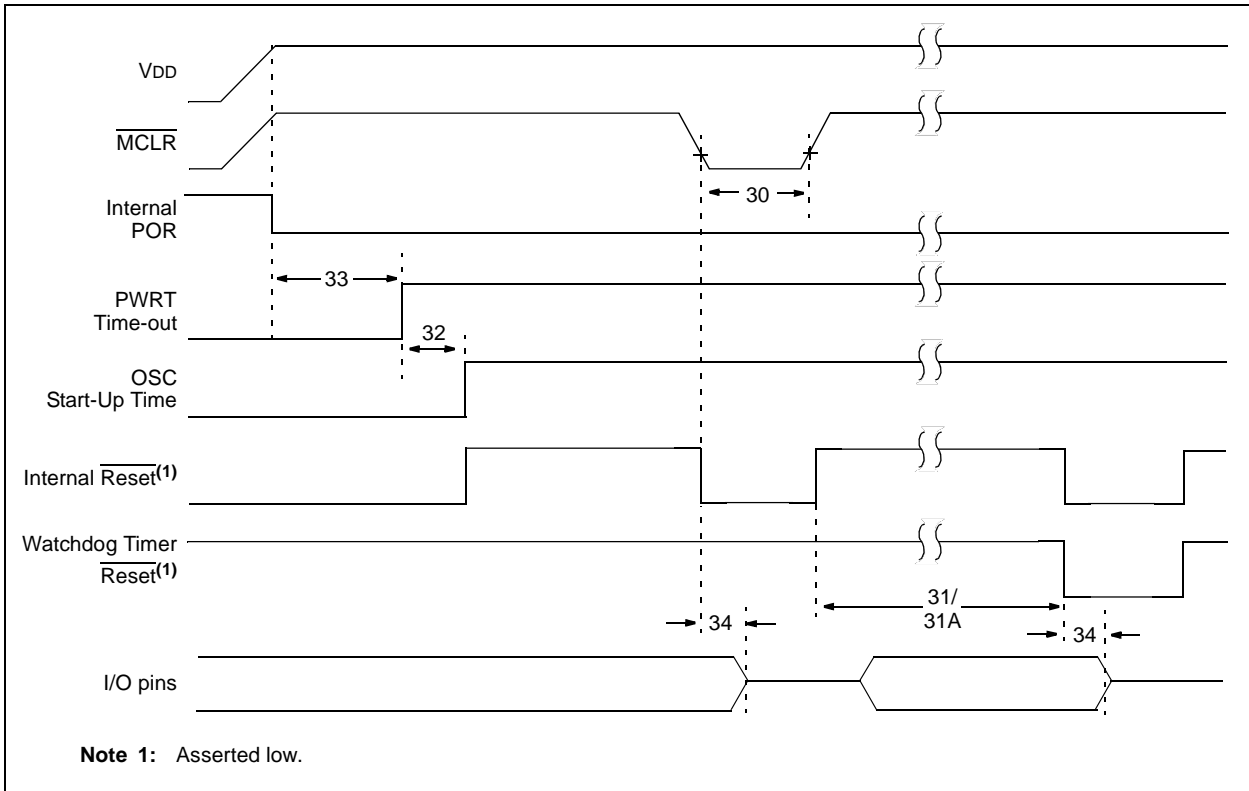 VDD
MCLR
Internal
POR
30
33
PWRT
Time-out
32
OSC
Start-Up Time
Internal Reset(1)
Watchdog Timer
Reset(1)
31/
31A
34
34
I/O pins
Note 1: Asserted low.